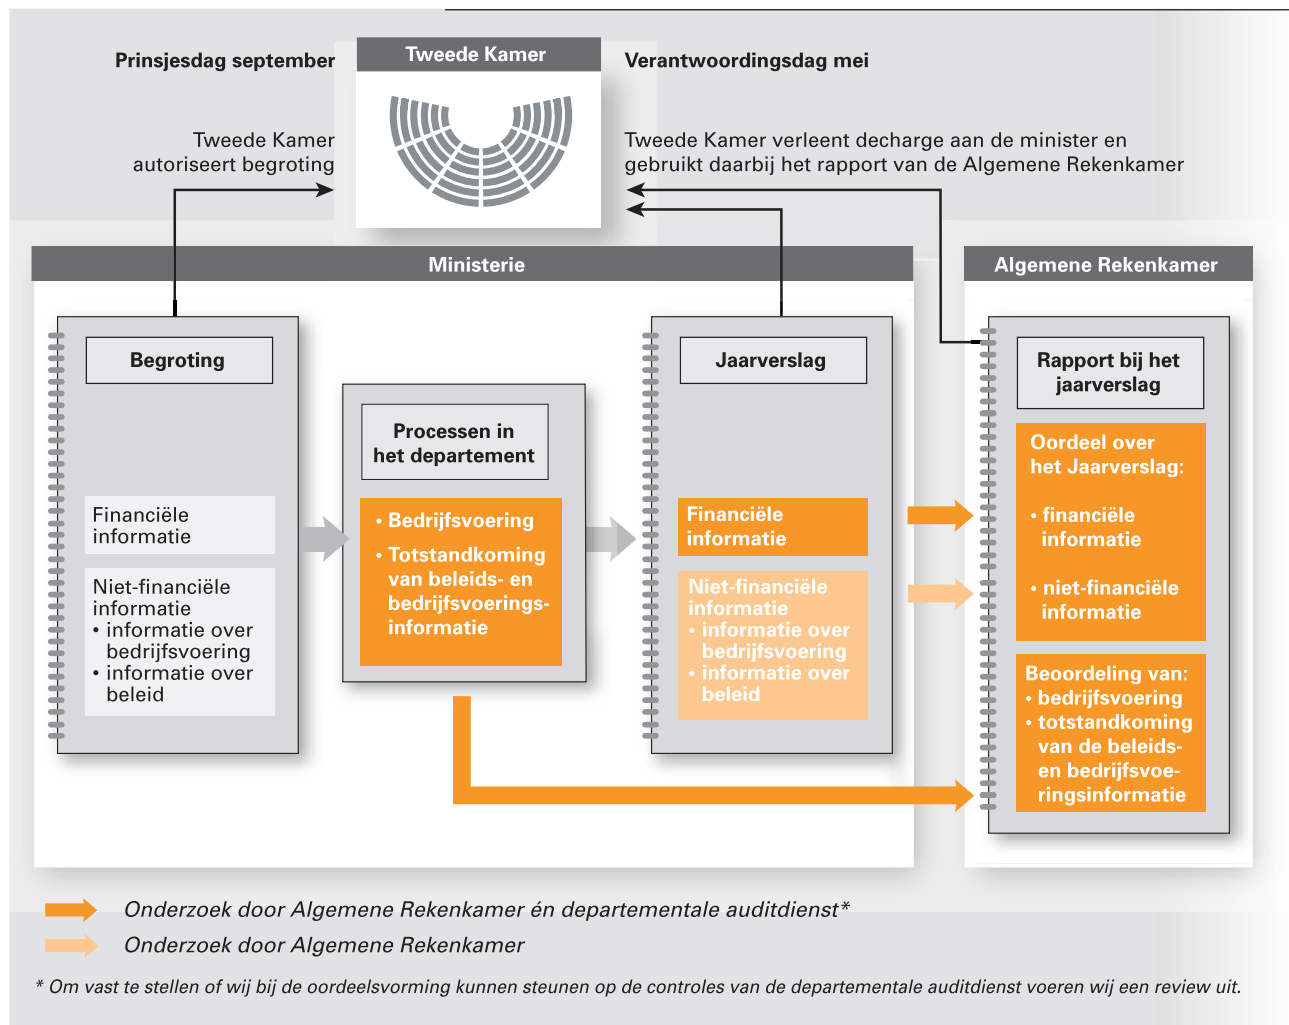 Prinsjesdag september
Tweede Kamer
Verantwoordingsdag mei
Tweede Kamer
autoriseert begroting
Tweede Kamer verleent decharge aan de minister en
gebruikt daarbij het rapport van de Algemene Rekenkamer
Ministerie
Algemene Rekenkamer
Begroting
Financiële
informatie
Niet-financiële
informatie
• informatie over
bedrijfsvoering
• informatie over
beleid
Processen in
het departement
• Bedrijfsvoering
• Totstandkoming
van beleids- en
bedrijfsvoerings-
informatie
Jaarverslag
Financiële
informatie
Niet-financiële
informatie
• informatie over
bedrijfsvoering
• informatie over
beleid
Rapport bij het
jaarverslag
Oordeel over
het Jaarverslag:
• financiële
informatie
• niet-financiële
informatie
Beoordeling van:
• bedrijfsvoering
• totstandkoming
van de beleids-
en bedrijfsvoe-
ringsinformatie
Onderzoek door Algemene Rekenkamer én departementale auditdienst*
Onderzoek door Algemene Rekenkamer
* Om vast te stellen of wij bij de oordeelsvorming kunnen steunen op de controles van de departementale auditdienst voeren wij een review uit.